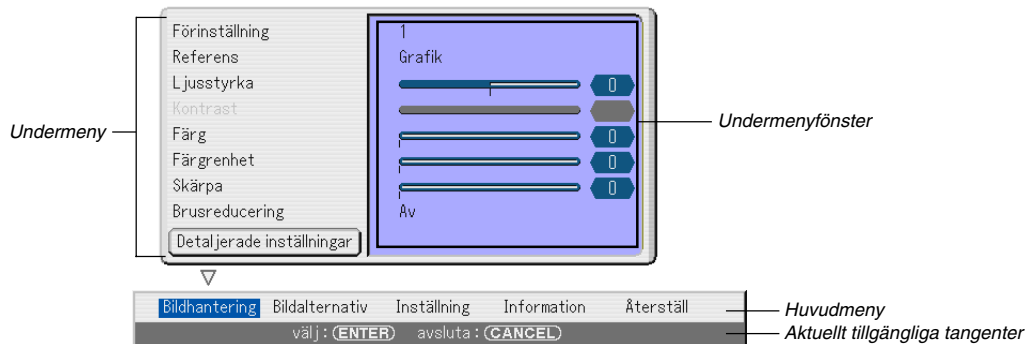 Förinställning 1
Referens Grafik
Ljusstyrka 0
Kontrast
Färg 0
Färgrenhet 0
Skärpa 0
Brusreducering Av
Detaljerade inställningar
Undermeny
Undermenyfönster
Bildhantering Bildalternativ Inställning Information Återställ
välj:(ENTER) avsluta:(CANCEL)
Huvudmeny
Aktuellt tillgängliga tangenter